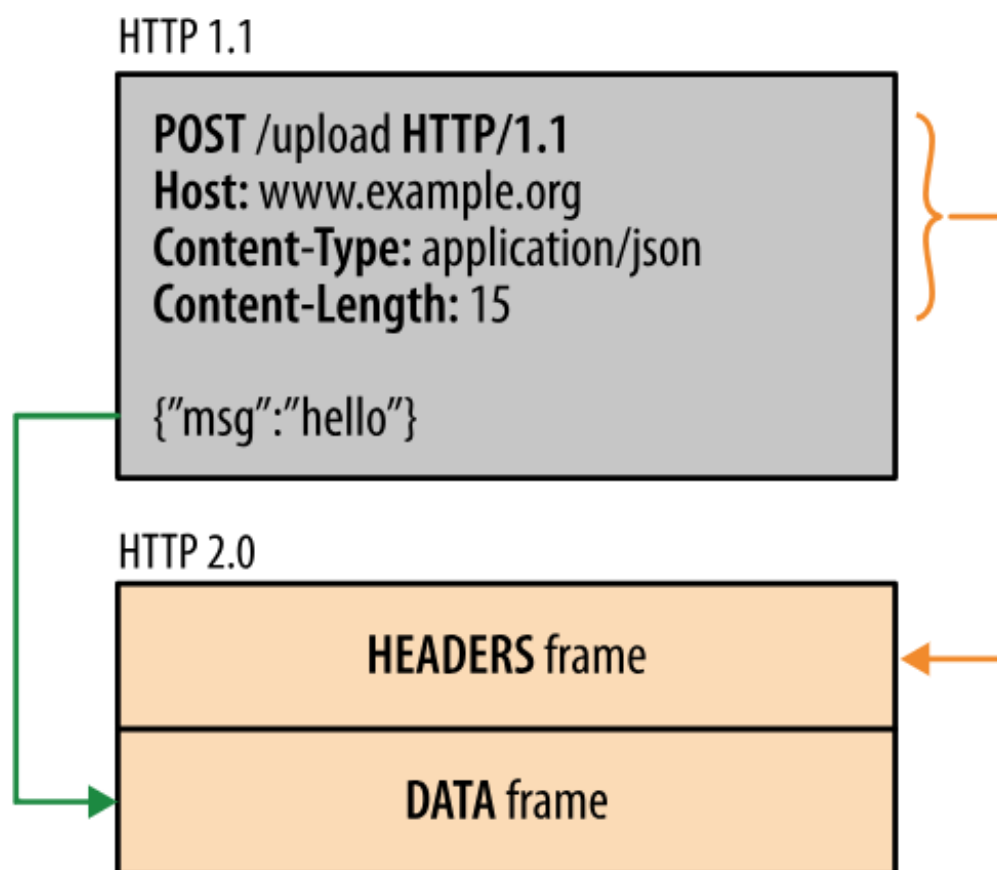 HTTP 1.1
POST /upload HTTP/1.1
Host: www.example.org
Content-Type: application/json
Content-Length: 15
{”msg”:”hello”}
HTTP 2.0
HEADERS frame
DATA frame